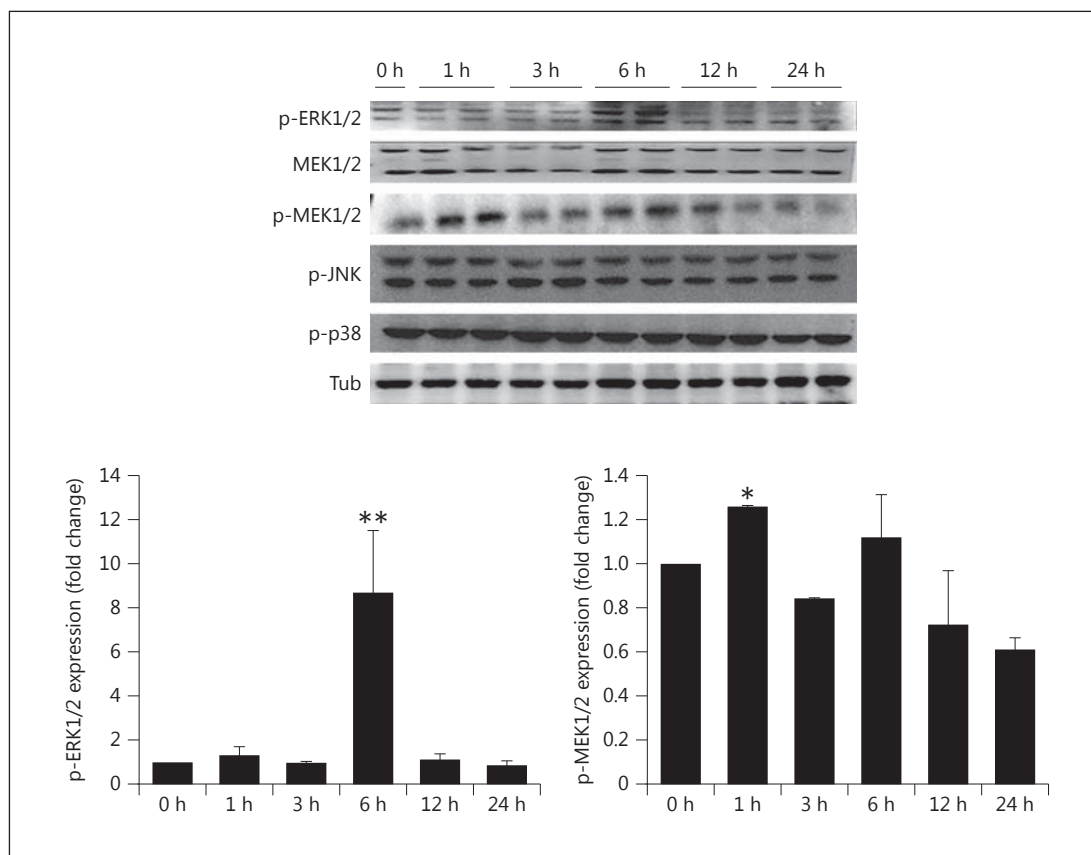 0 h 1 h 3 h 6 h 12 h 24 h
p-ERK1/2
MEK1/2
p-MEK1/2
p-JNK
p-p38
Tub
p-ERK1/2 expression (fold change)
14
12
10
8
6
4
2
0
**
0 h 1 h 3 h 6 h 12 h 24 h
p-MEK1/2 expression (fold change)
1.4
1.2
1.0
0.8
0.6
0.4
0.2
0
*
0 h 1 h 3 h 6 h 12 h 24 h